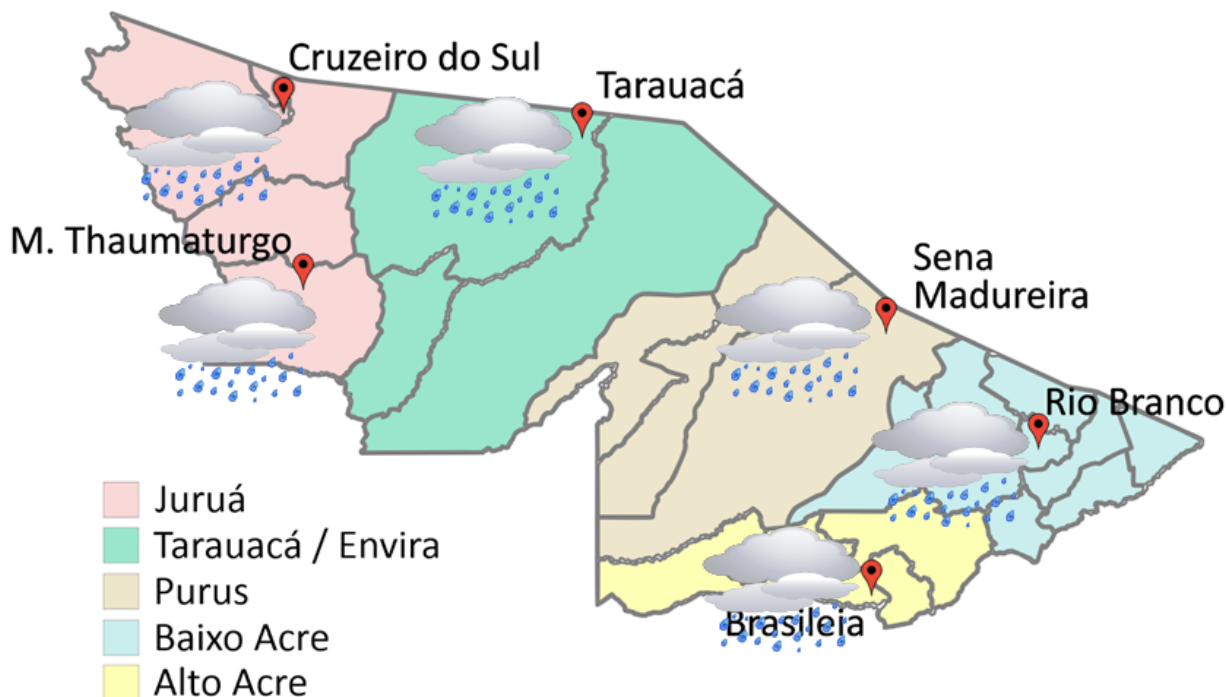 Cruzeiro do Sul
Tarauacá
M. Thaumaturgo
Sena
Madureira
Rio Branco
Brasileia
Juruá
Tarauacá / Envira
Purus
Baixo Acre
Alto Acre